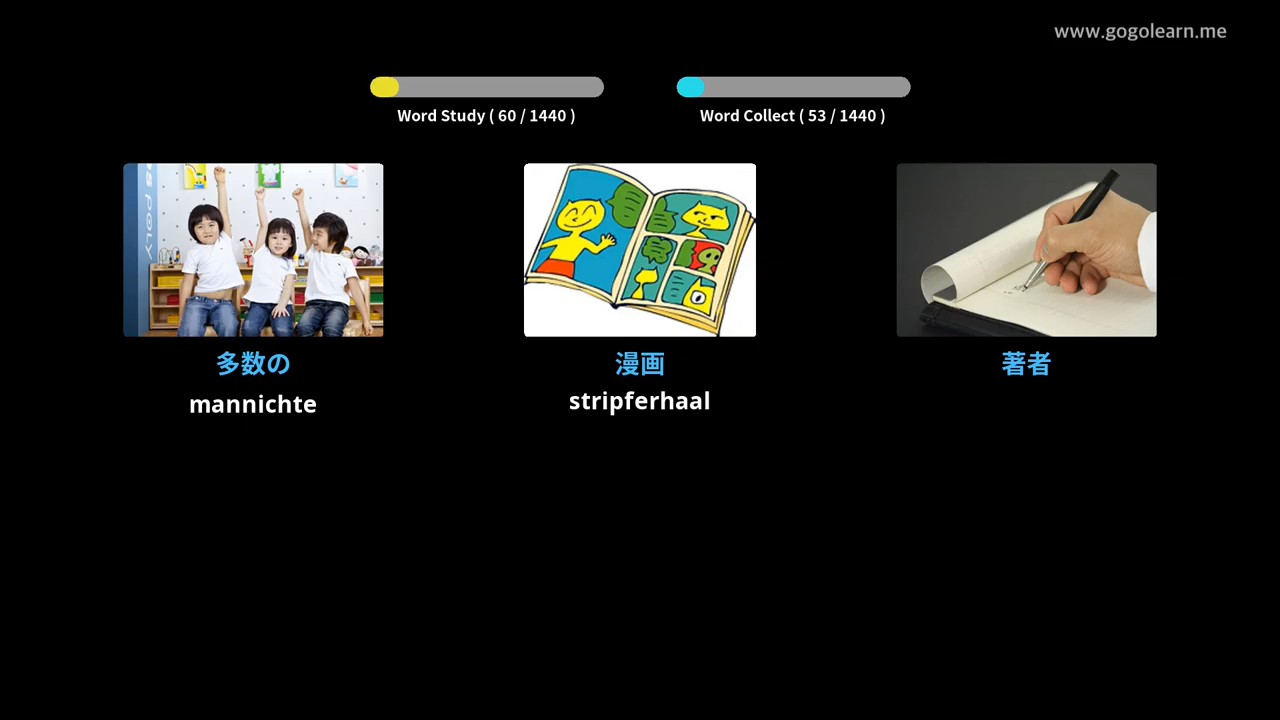 www.gogolearn.me
Word Study ( 60 / 1440 )
Word Collect ( 53 / 1440 )
多数の
漫画
著者
mannichte
stripferhaal